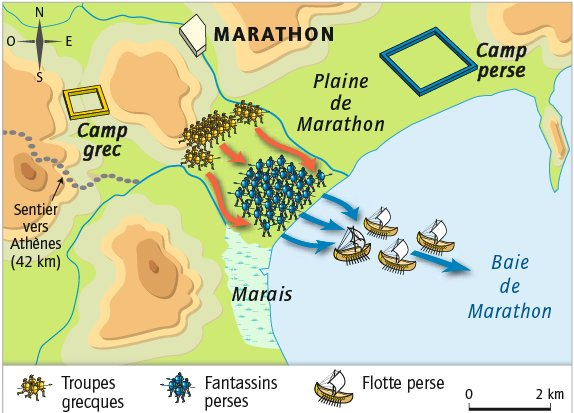 N
O E
S
MARATHON
Camp
perse
Plaine
de
Marathon
Camp
grec
Sentier
vers
Athènes
(42 km)
Marais
Baie
de
Marathon
Troupes
grecques
Fantassins
perses
Flotte perse
0 2 km